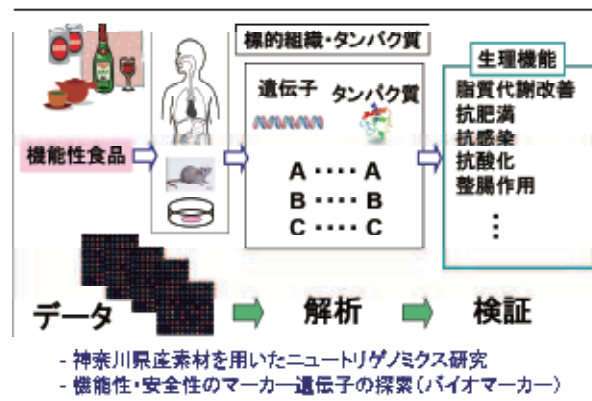 標的組織・タンパク質
生理機能
遺伝子 タンパク質
脂質代謝改善
抗肥満
抗感染
抗酸化
整腸作用
⋮
機能性食品
A ････ A
B ････ B
C ････ C
データ 解析 検証
- 神奈川県産素材を用いたニュートリゲノミクス研究
- 機能性・安全性のマーカー遺伝子の探索(バイオマーカー)